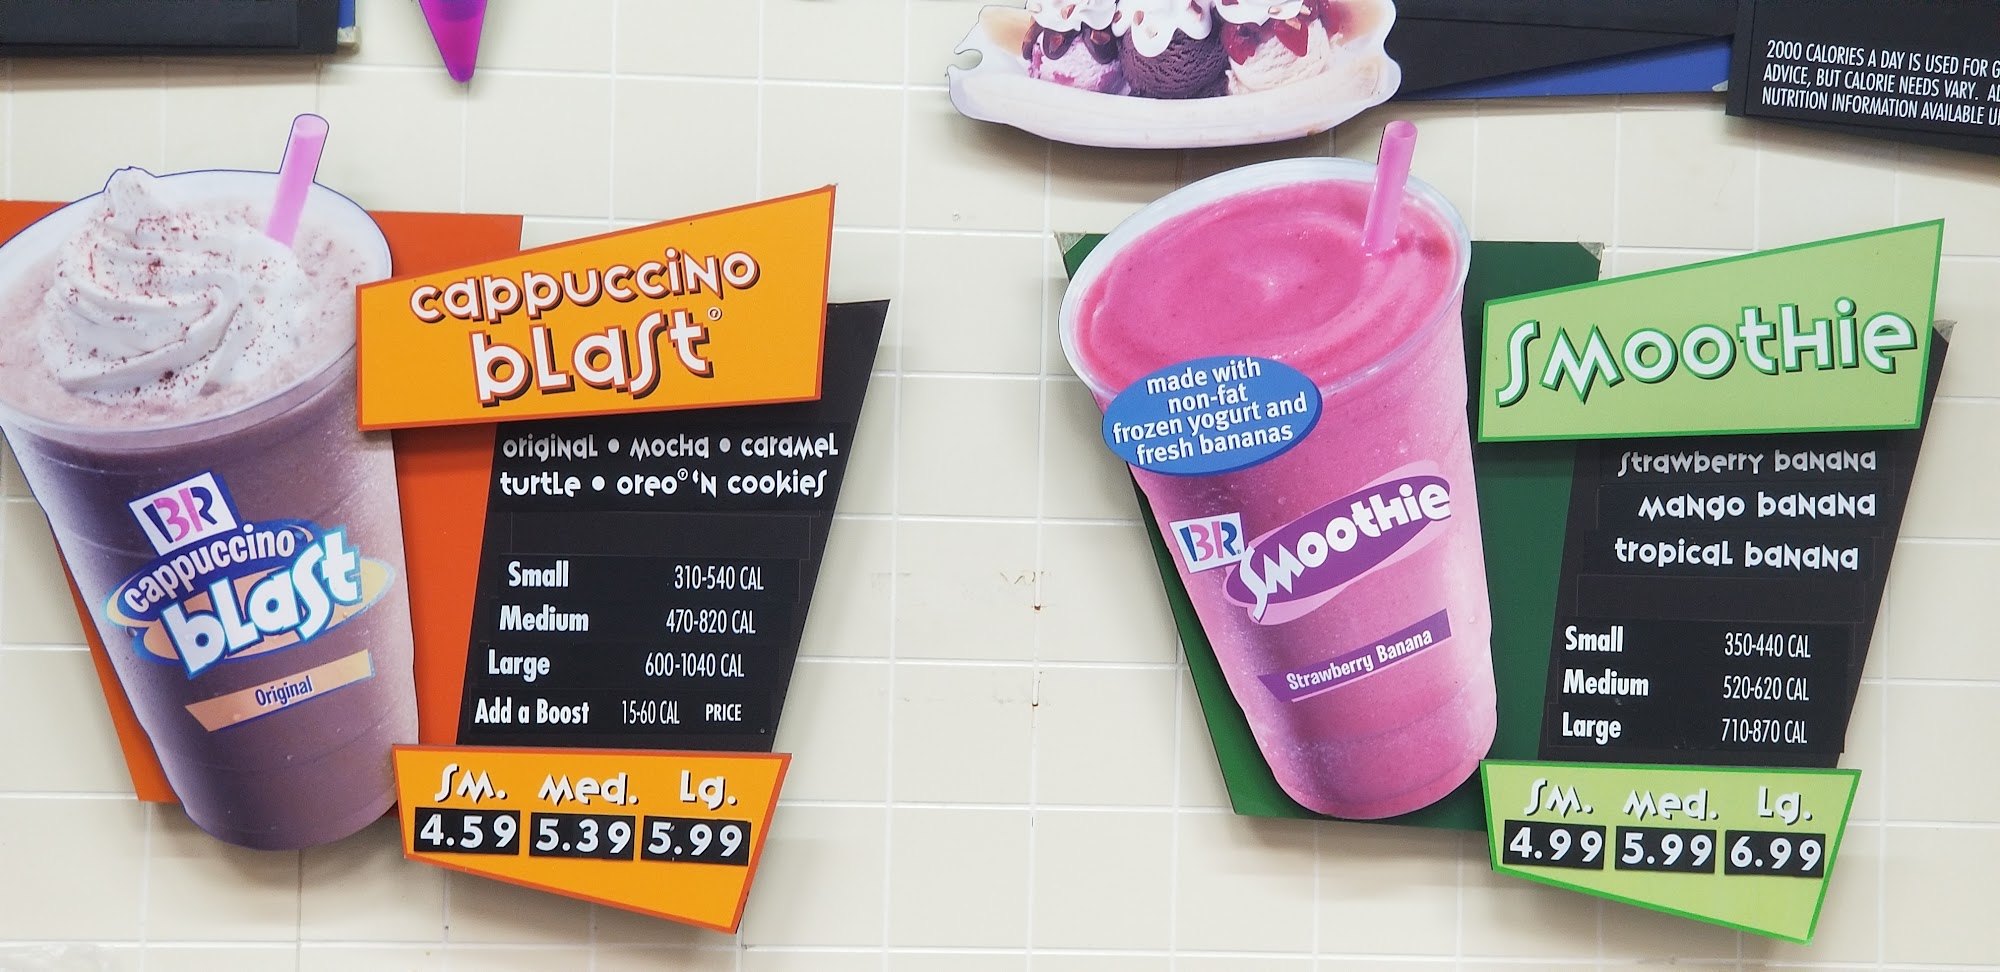 2000 CALORIES A DAY IS USED FOR
ADVICE, BUT CALORIE NEEDS VARY.
NUTRITION INFORMATION AVAILABLE
cappuccino
blast®
original • mocha • caramel
turtle • oreo® 'n cookies
Small 310-540 CAL
Medium 470-820 CAL
Large 600-1040 CAL
Add a Boost 15-60 CAL PRICE
Sm. Med. Lg.
4.59 5.39 5.99
BR
cappuccino
blast
Original
Smoothie
strawberry banana
mango banana
tropical banana
Small 350-440 CAL
Medium 520-620 CAL
Large 710-870 CAL
Sm. Med. Lg.
4.99 5.99 6.99
made with
non-fat
frozen yogurt and
fresh bananas
BR
Smoothie
Strawberry Banana